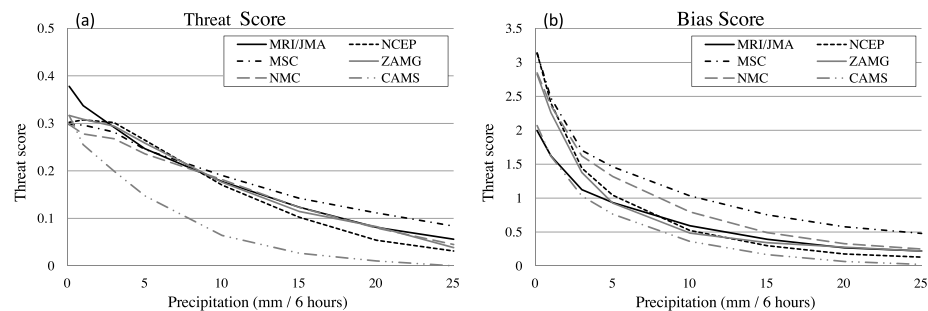 (a) Threat Score
Threat score
0.5
0.4
0.3
0.2
0.1
0
MRI/JMA NCEP
MSC ZAMG
NMC CAMS
0 5 10 15 20 25
Precipitation (mm / 6 hours)
(b) Bias Score
Threat score
3.5
3
2.5
2
1.5
1
0.5
0
MRI/JMA NCEP
MSC ZAMG
NMC CAMS
0 5 10 15 20 25
Precipitation (mm / 6 hours)